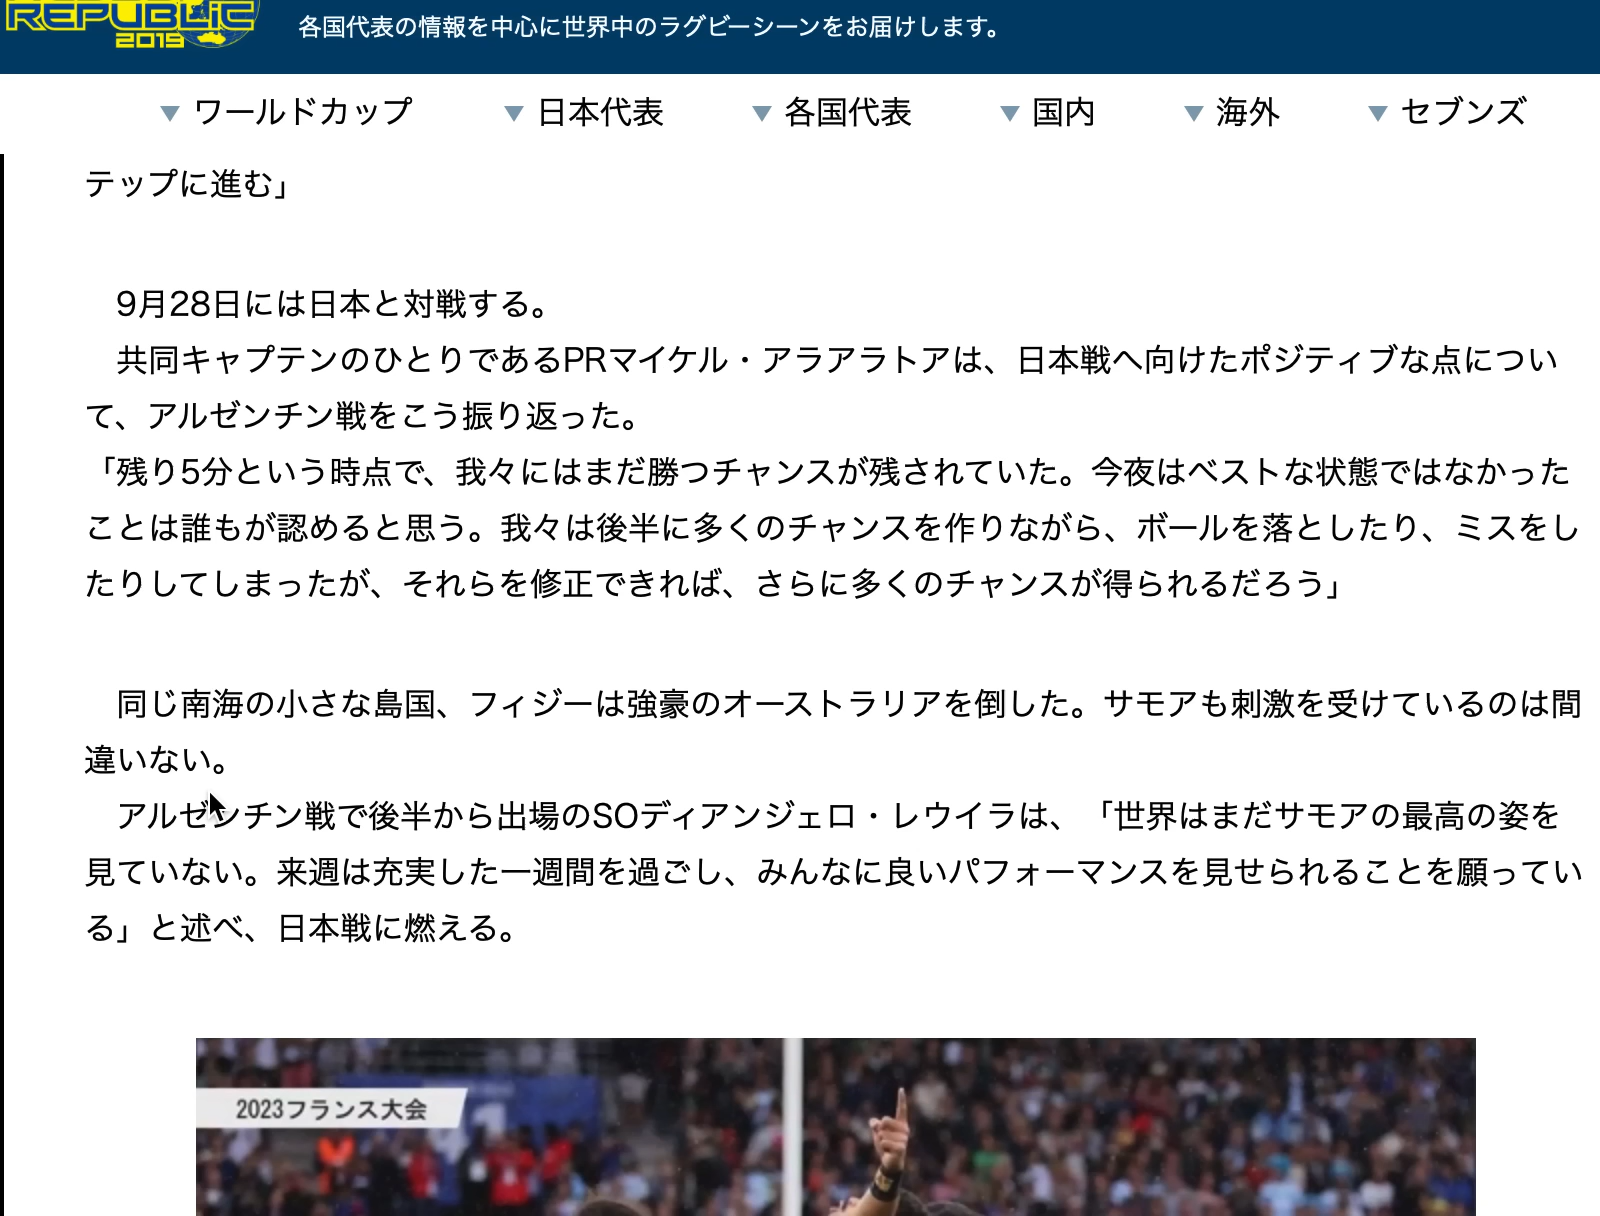 REPUBLIC
2019
各国代表の情報を中心に世界中のラグビーシーンをお届けします。
▼ ワールドカップ ▼ 日本代表 ▼ 各国代表 ▼ 国内 ▼ 海外 ▼ セブンズ
テップに進む」
　9月28日には日本と対戦する。
　共同キャプテンのひとりであるPRマイケル・アラアラトアは、日本戦へ向けたポジティブな点につい
て、アルゼンチン戦をこう振り返った。
「残り5分という時点で、我々にはまだ勝つチャンスが残されていた。今夜はベストな状態ではなかった
ことは誰もが認めると思う。我々は後半に多くのチャンスを作りながら、ボールを落としたり、ミスをし
たりしてしまったが、それらを修正できれば、さらに多くのチャンスが得られるだろう」
　同じ南海の小さな島国、フィジーは強豪のオーストラリアを倒した。サモアも刺激を受けているのは間
違いない。
　アルゼンチン戦で後半から出場のSOディアンジェロ・レウイラは、「世界はまだサモアの最高の姿を
見ていない。来週は充実した一週間を過ごし、みんなに良いパフォーマンスを見せられることを願ってい
る」と述べ、日本戦に燃える。
2023フランス大会